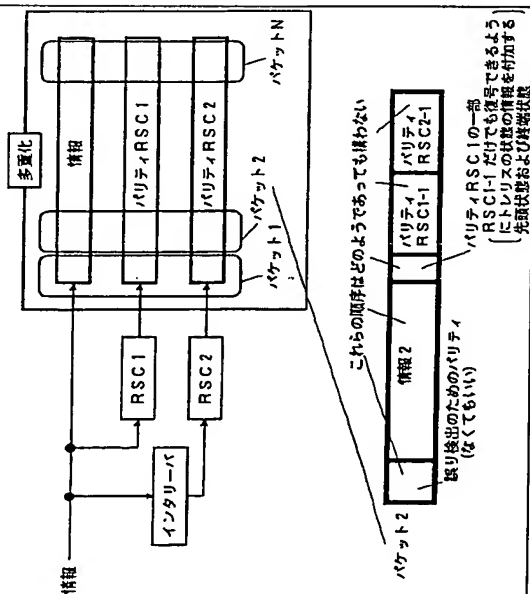 多重化
情報
パリティRSC1
パリティRSC2
パケット1
パケット2
パケットN
RSC1
RSC2
インタリーバ
情報
これらの順序はどのようであっても構わない
情報2
パリティRSC1-1
パリティRSC2-1
パケット2
誤り検出のためのパリティ
(なくてもいい)
パリティRSC1の一部
RSC1-1だけでも復号できるよう
にトレリスの状態の情報を付加する
先頭状態および終端状態